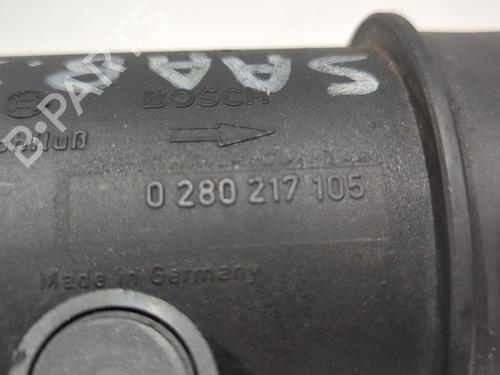 SAA
BOSCH
0 280 217 105
Made in Germany
B-PARTS